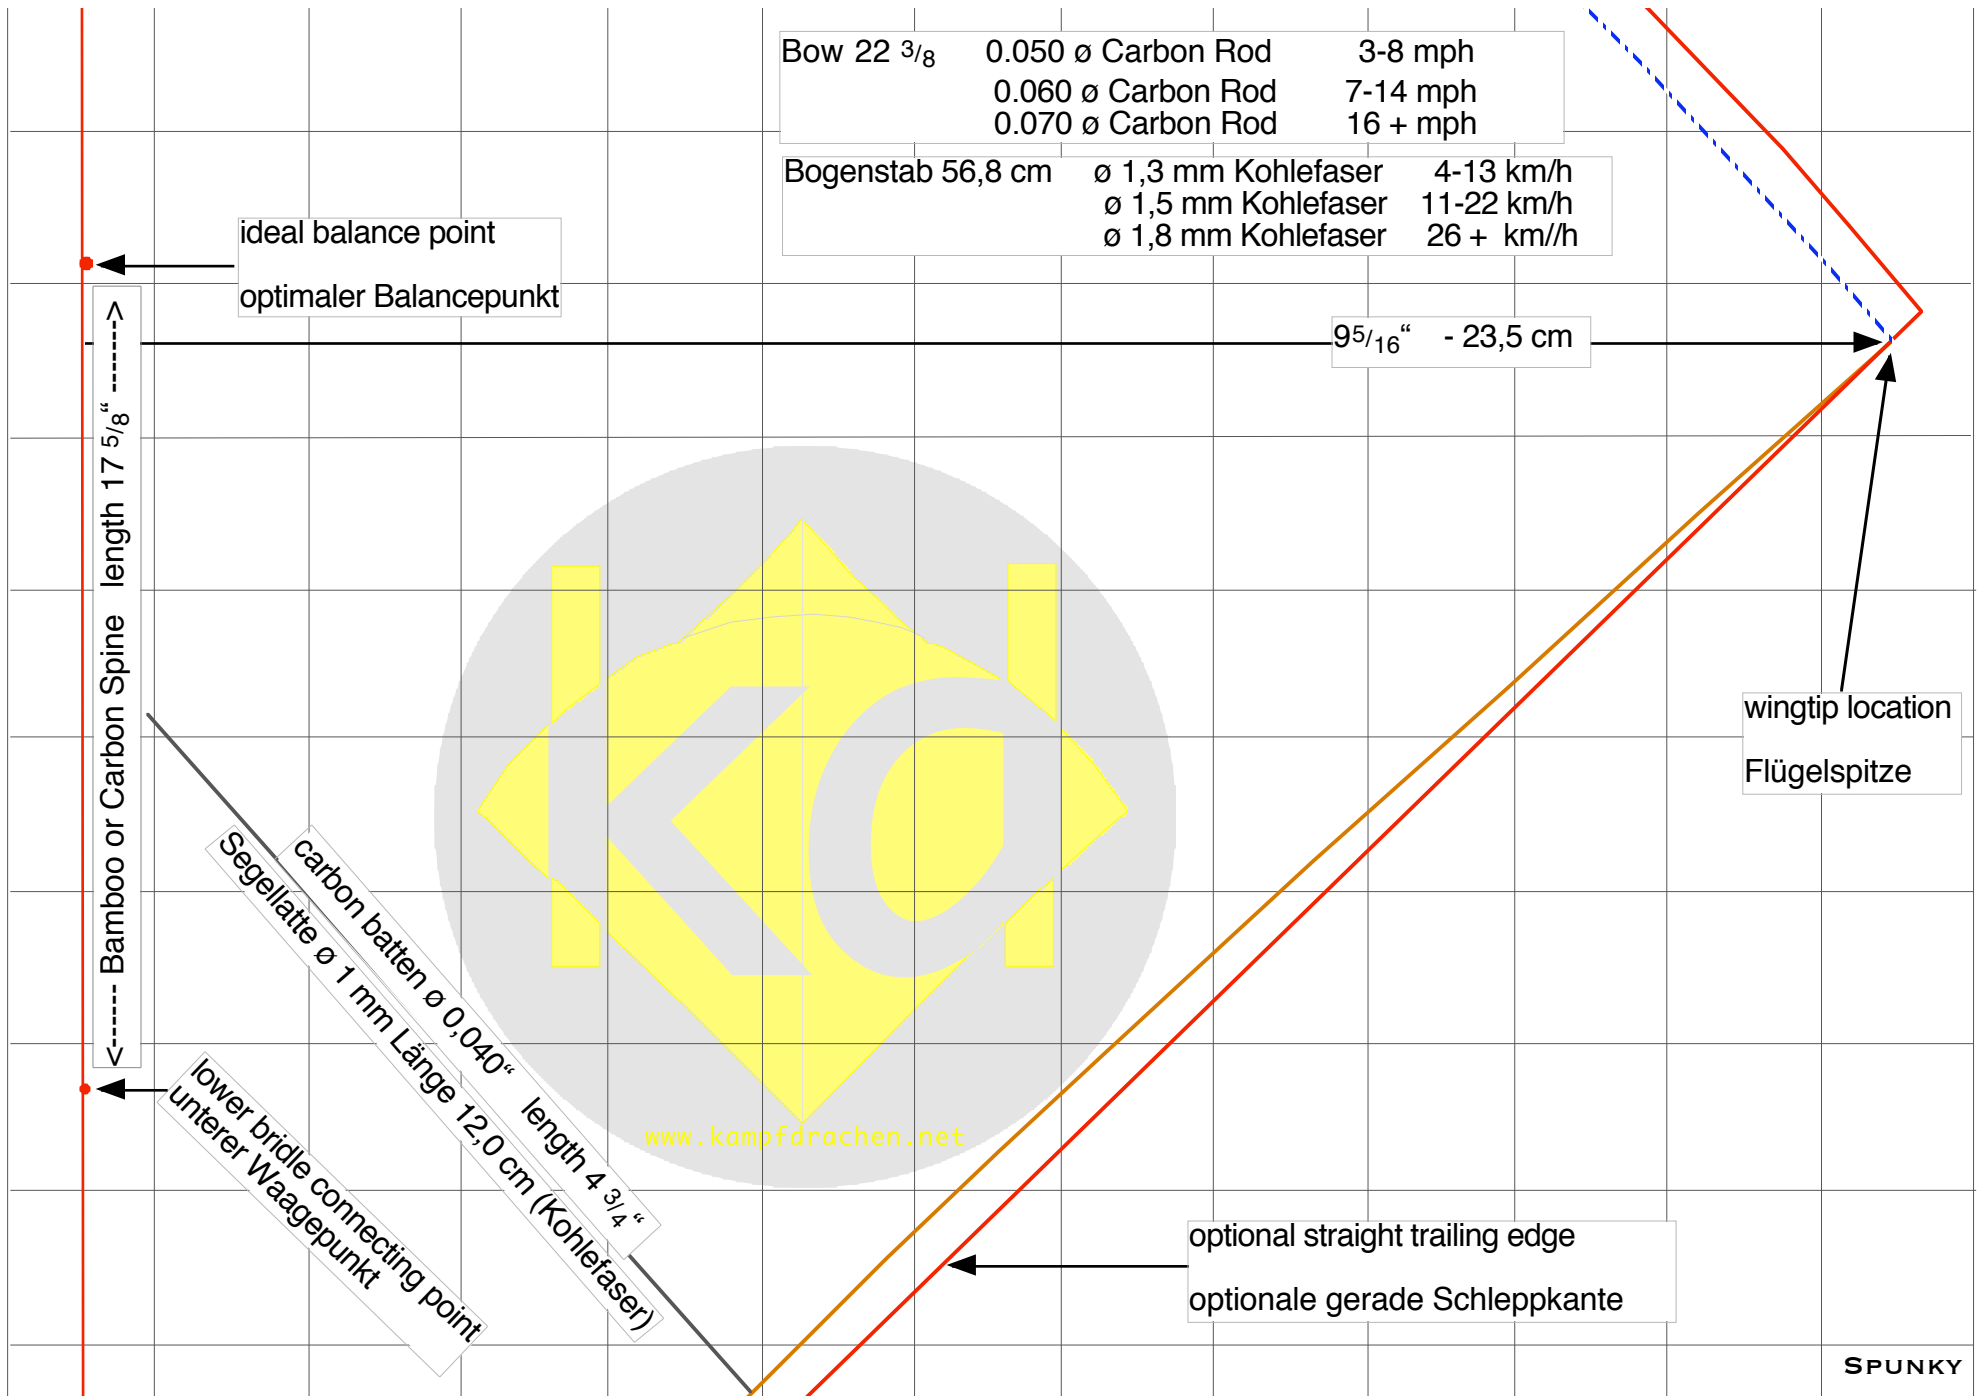 Bow 22 3/8 0.050 ø Carbon Rod 3-8 mph
0.060 ø Carbon Rod 7-14 mph
0.070 ø Carbon Rod 16 + mph
Bogenstab 56,8 cm ø 1,3 mm Kohlefaser 4-13 km/h
ø 1,5 mm Kohlefaser 11-22 km/h
ø 1,8 mm Kohlefaser 26 + km//h
ideal balance point
optimaler Balancepunkt
9 5/16“ - 23,5 cm
<------ Bamboo or Carbon Spine length 17 5/8“ ------->
wingtip location
Flügelspitze
carbon batten ø 0,040“ length 4 3/4 “
Segellatte ø 1 mm Länge 12,0 cm (Kohlefaser)
lower bridle connecting point
unterer Waagepunkt
KO
www.kampfdrachen.net
optional straight trailing edge
optionale gerade Schleppkante
SPUNKY